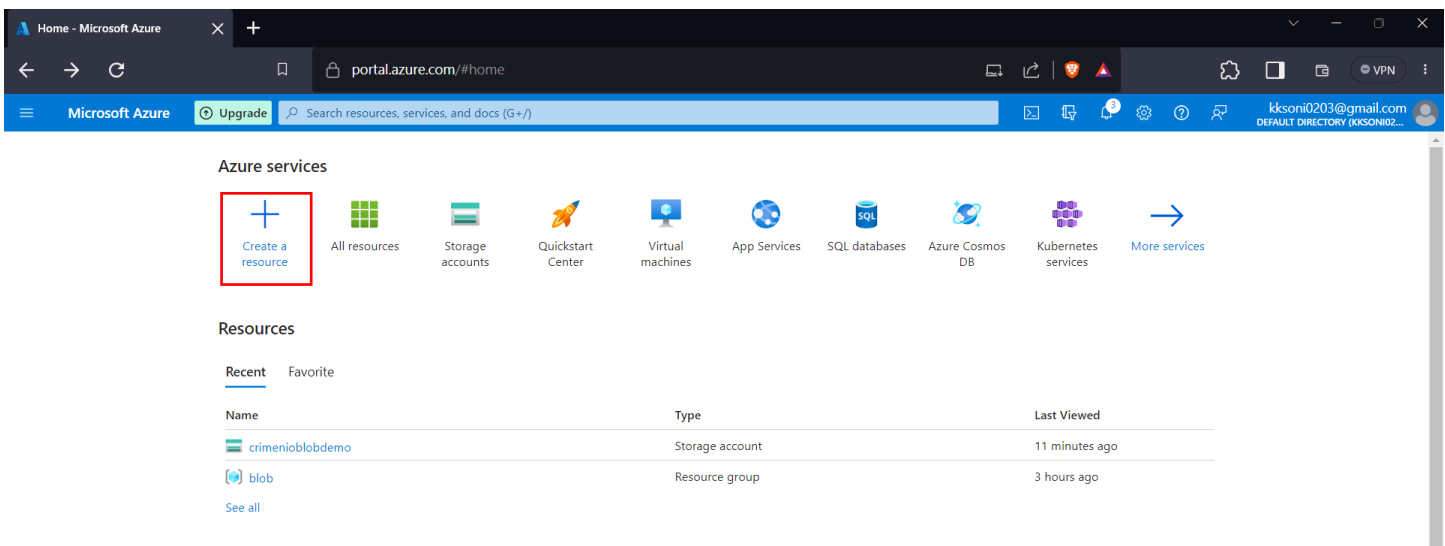 Home - Microsoft Azure
portal.azure.com/#home
VPN
Microsoft Azure
Upgrade
Search resources, services, and docs (G+/)
3
kksoni0203@gmail.com
DEFAULT DIRECTORY (KKSONI02...
Azure services
Create a
resource
All resources
Storage
accounts
Quickstart
Center
Virtual
machines
App Services
SQL
SQL databases
Azure Cosmos
DB
Kubernetes
services
More services
Resources
Recent Favorite
Name Type Last Viewed
crimenioblobdemo Storage account 11 minutes ago
blob Resource group 3 hours ago
See all